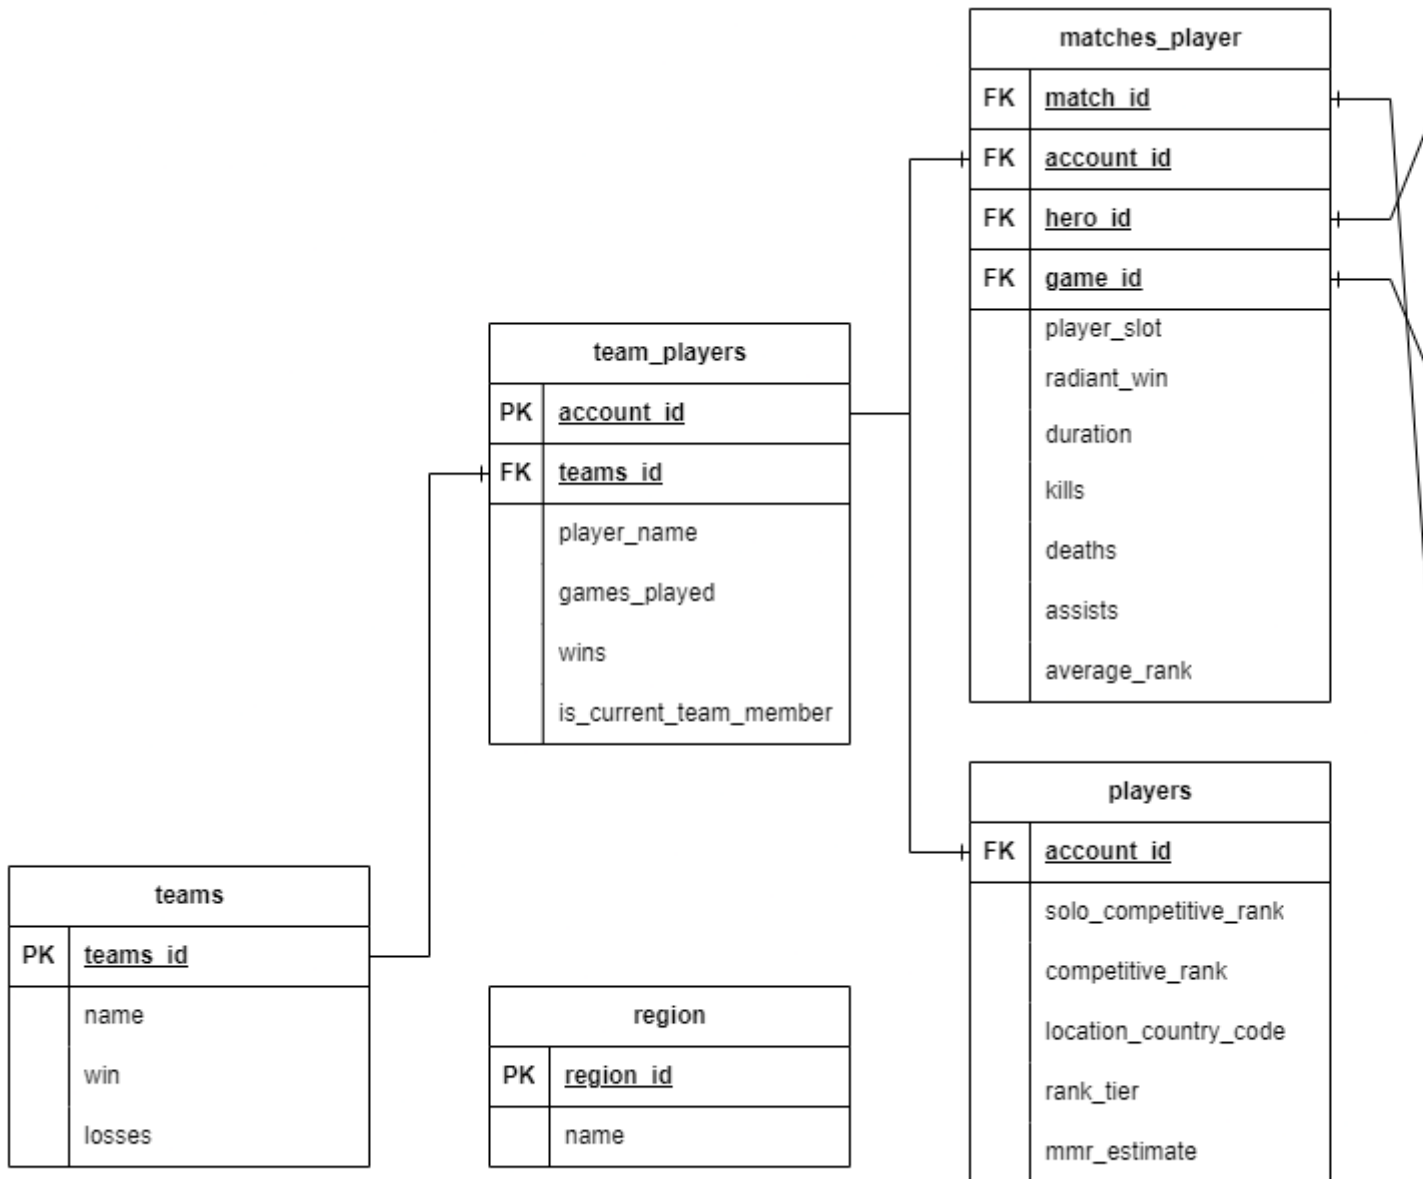 matches_player
FK match_id
FK account_id
FK hero_id
FK game_id
player_slot
radiant_win
duration
kills
deaths
assists
average_rank
team_players
PK account_id
FK teams_id
player_name
games_played
wins
is_current_team_member
players
FK account_id
solo_competitive_rank
competitive_rank
location_country_code
rank_tier
mmr_estimate
teams
PK teams_id
name
win
losses
region
PK region_id
name